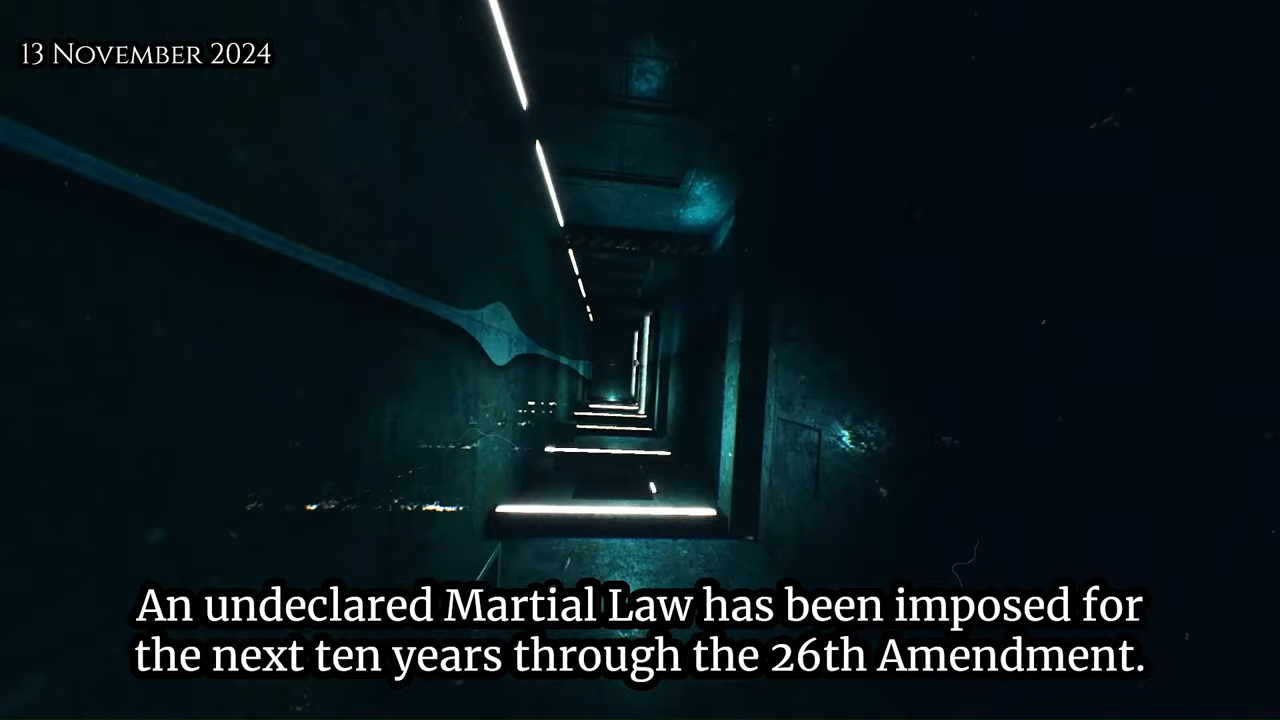 13 November 2024
An undeclared Martial Law has been imposed for
the next ten years through the 26th Amendment.